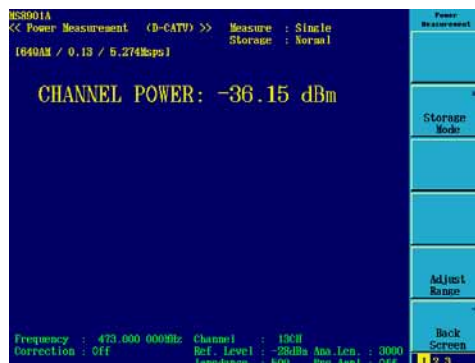 MS8901A
<< Power Measurement (D-CATV) >> Measure : Single
Storage : Normal
[64QAM / 0.13 / 5.274Msps]
CHANNEL POWER: -36.15 dBm
Power
Measurement
Storage
Mode
Adjust
Range
Back
Screen
1 2 3
Frequency : 473.000 000MHz Channel : 13CH
Correction : Off Ref. Level : -28dBm Ana.Len. : 3000